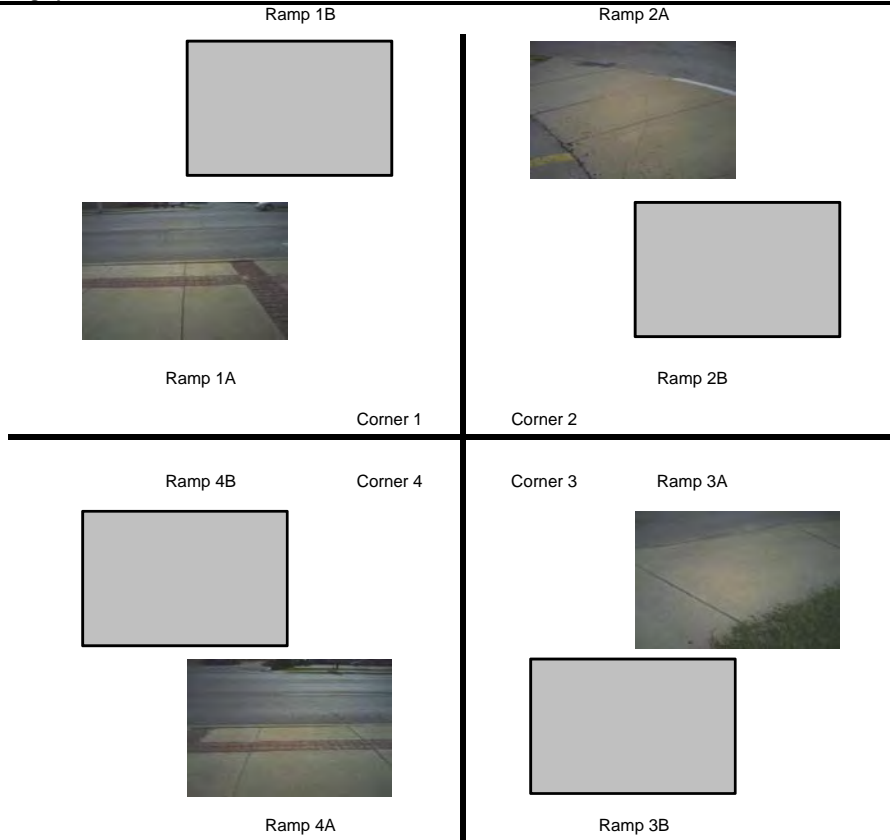 Ramp 1B
Ramp 2A
Ramp 1A
Ramp 2B
Corner 1
Corner 2
Ramp 4B
Corner 4
Corner 3
Ramp 3A
Ramp 4A
Ramp 3B